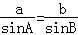 a/sinA = b/sinB